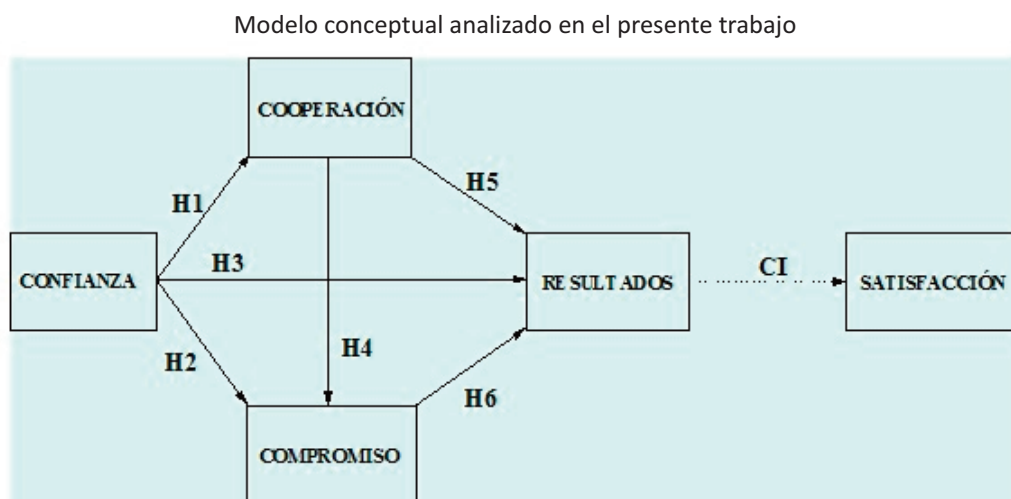 Modelo conceptual analizado en el presente trabajo
COOPERACIÓN
H1
H5
CONFIANZA
H3
RESULTADOS
CI
SATISFACCIÓN
H2
H4
H6
COMPROMISO